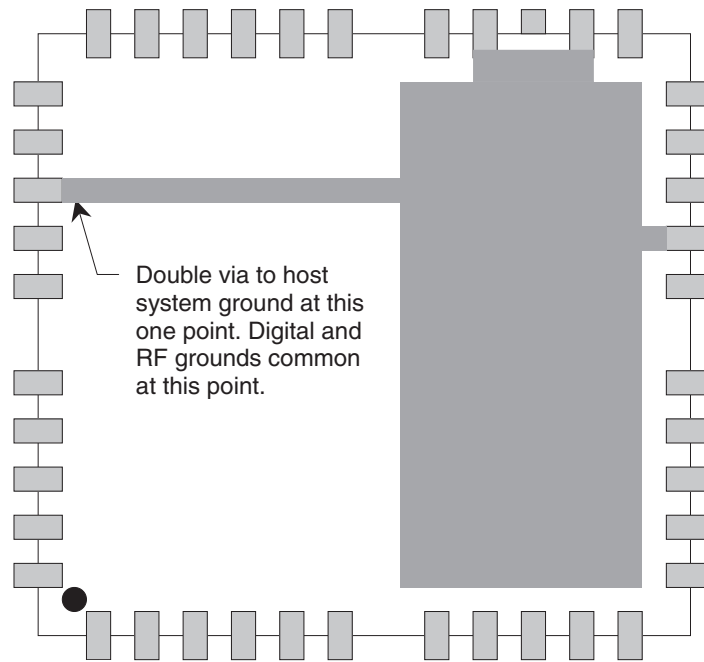 Double via to host
system ground at this
one point. Digital and
RF grounds common
at this point.